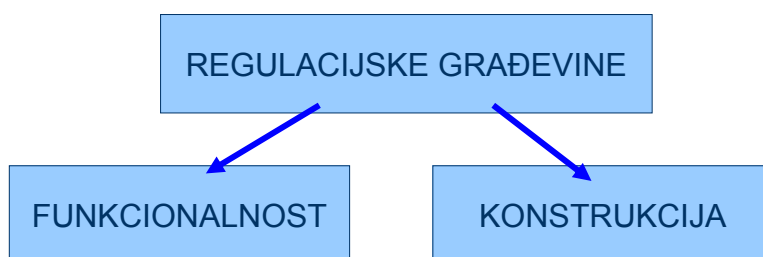 REGULACIJSKE GRAĐEVINE
FUNKCIONALNOST
KONSTRUKCIJA